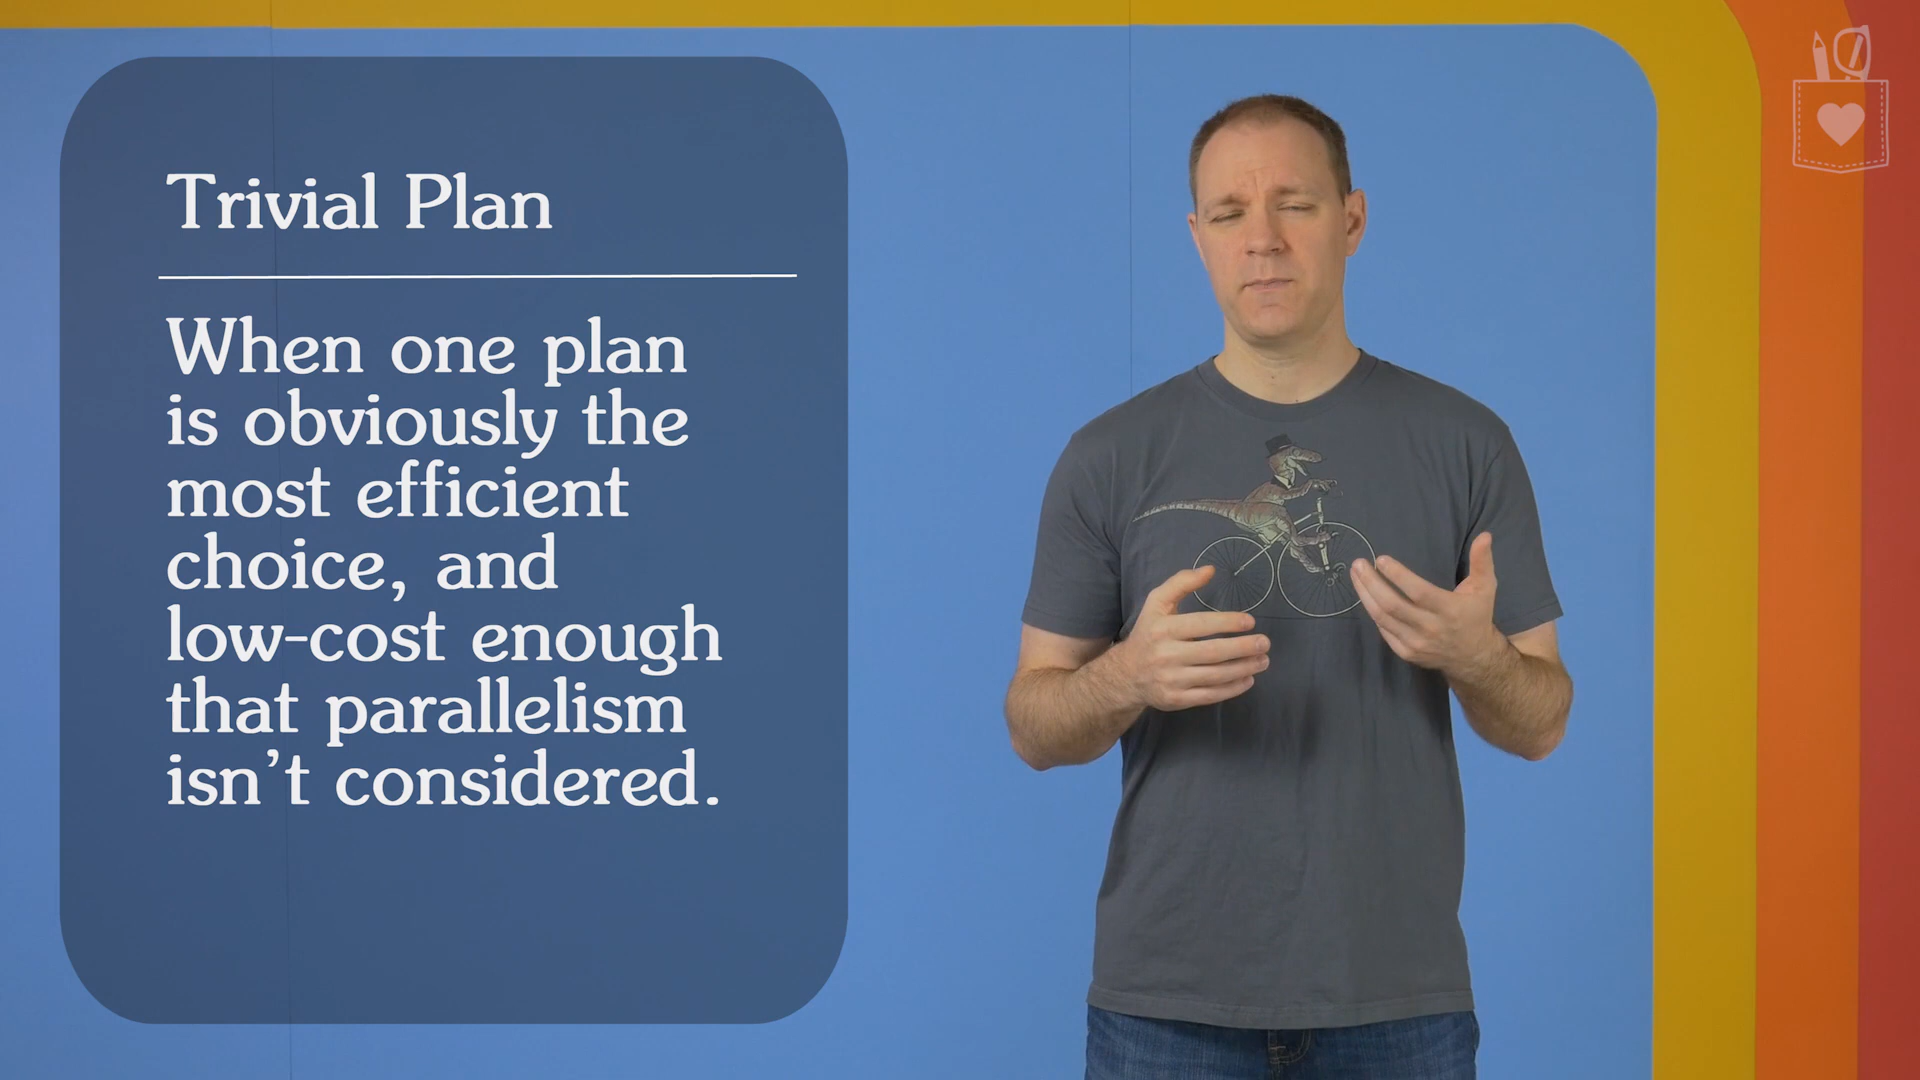 Trivial Plan
When one plan
is obviously the
most efficient
choice, and
low-cost enough
that parallelism
isn’t considered.